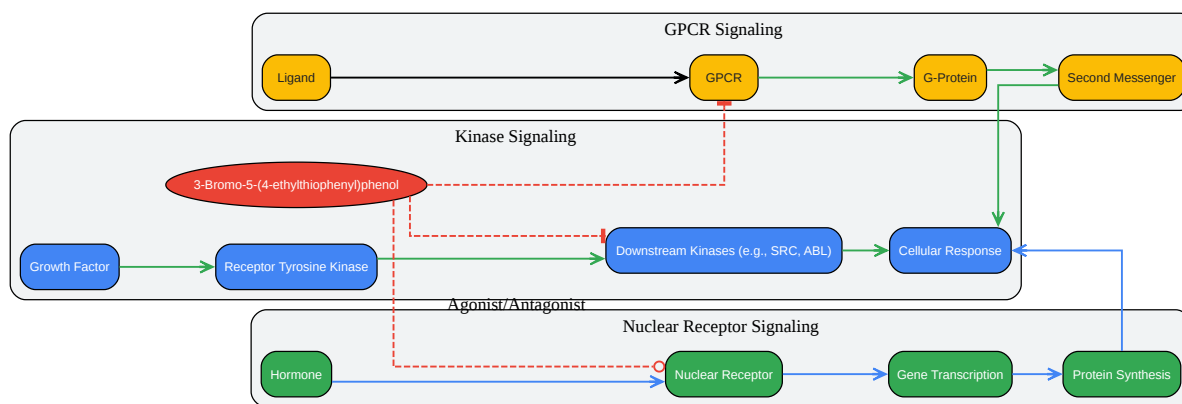 GPCR Signaling
Ligand
GPCR
G-Protein
Second Messenger
Kinase Signaling
3-Bromo-5-(4-ethylthiophenyl)phenol
Growth Factor
Receptor Tyrosine Kinase
Downstream Kinases (e.g., SRC, ABL)
Cellular Response
Agonist/Antagonist
Nuclear Receptor Signaling
Hormone
Nuclear Receptor
Gene Transcription
Protein Synthesis